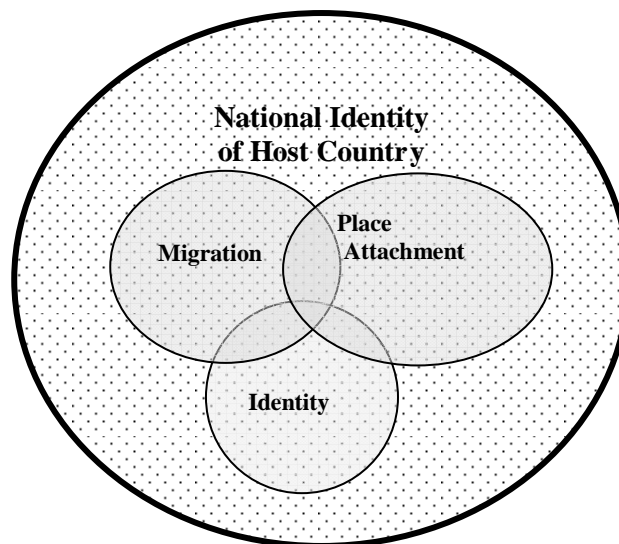 National Identity
of Host Country
Place
Migration
Attachment
Identity